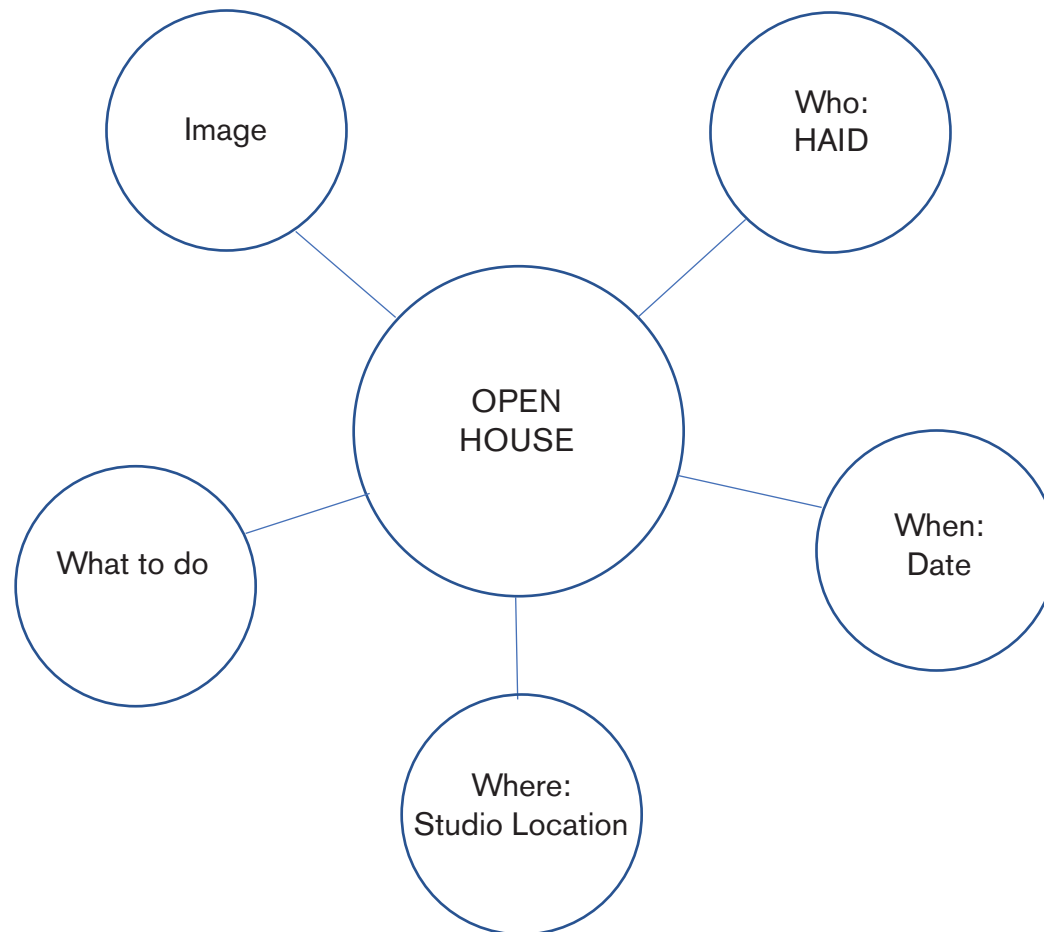 Image
Who:
HAID
OPEN
HOUSE
What to do
When:
Date
Where:
Studio Location